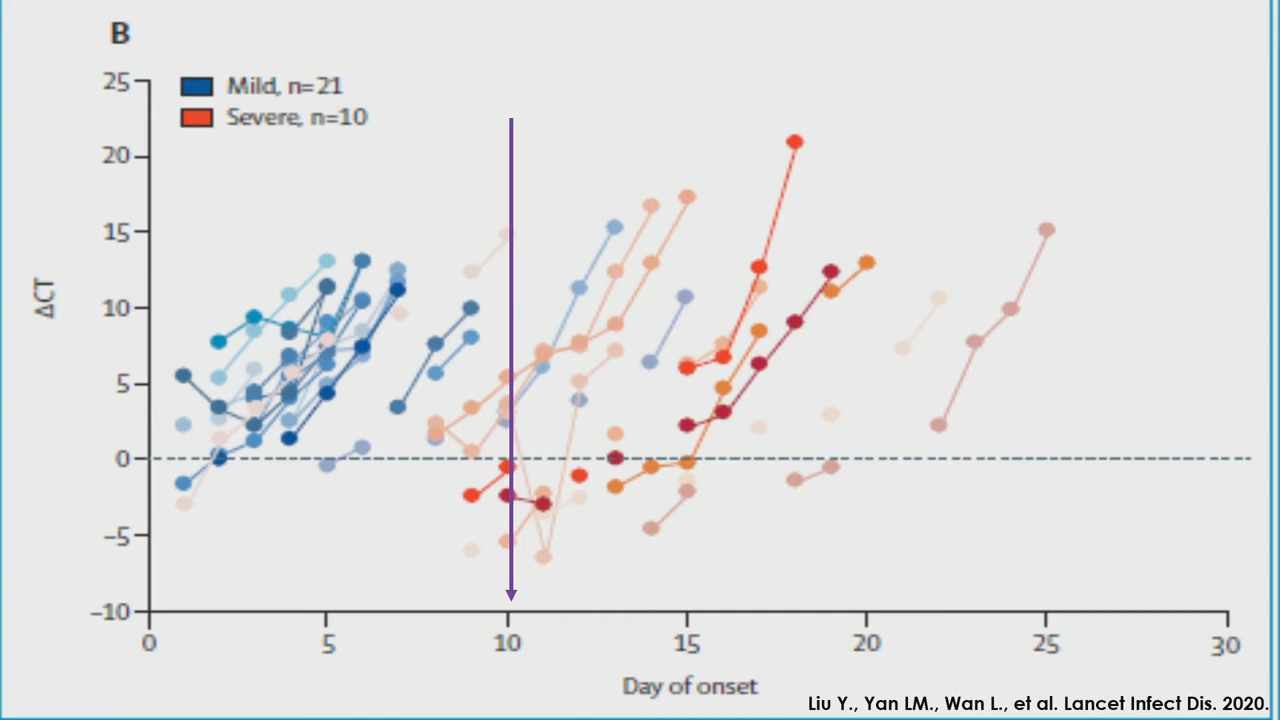 B
25
Mild, n=21
Severe, n=10
20
15
10
5
0
−5
−10
ΔCT
0 5 10 15 20 25 30
Day of onset
Liu Y., Yan LM., Wan L., et al. Lancet Infect Dis. 2020.